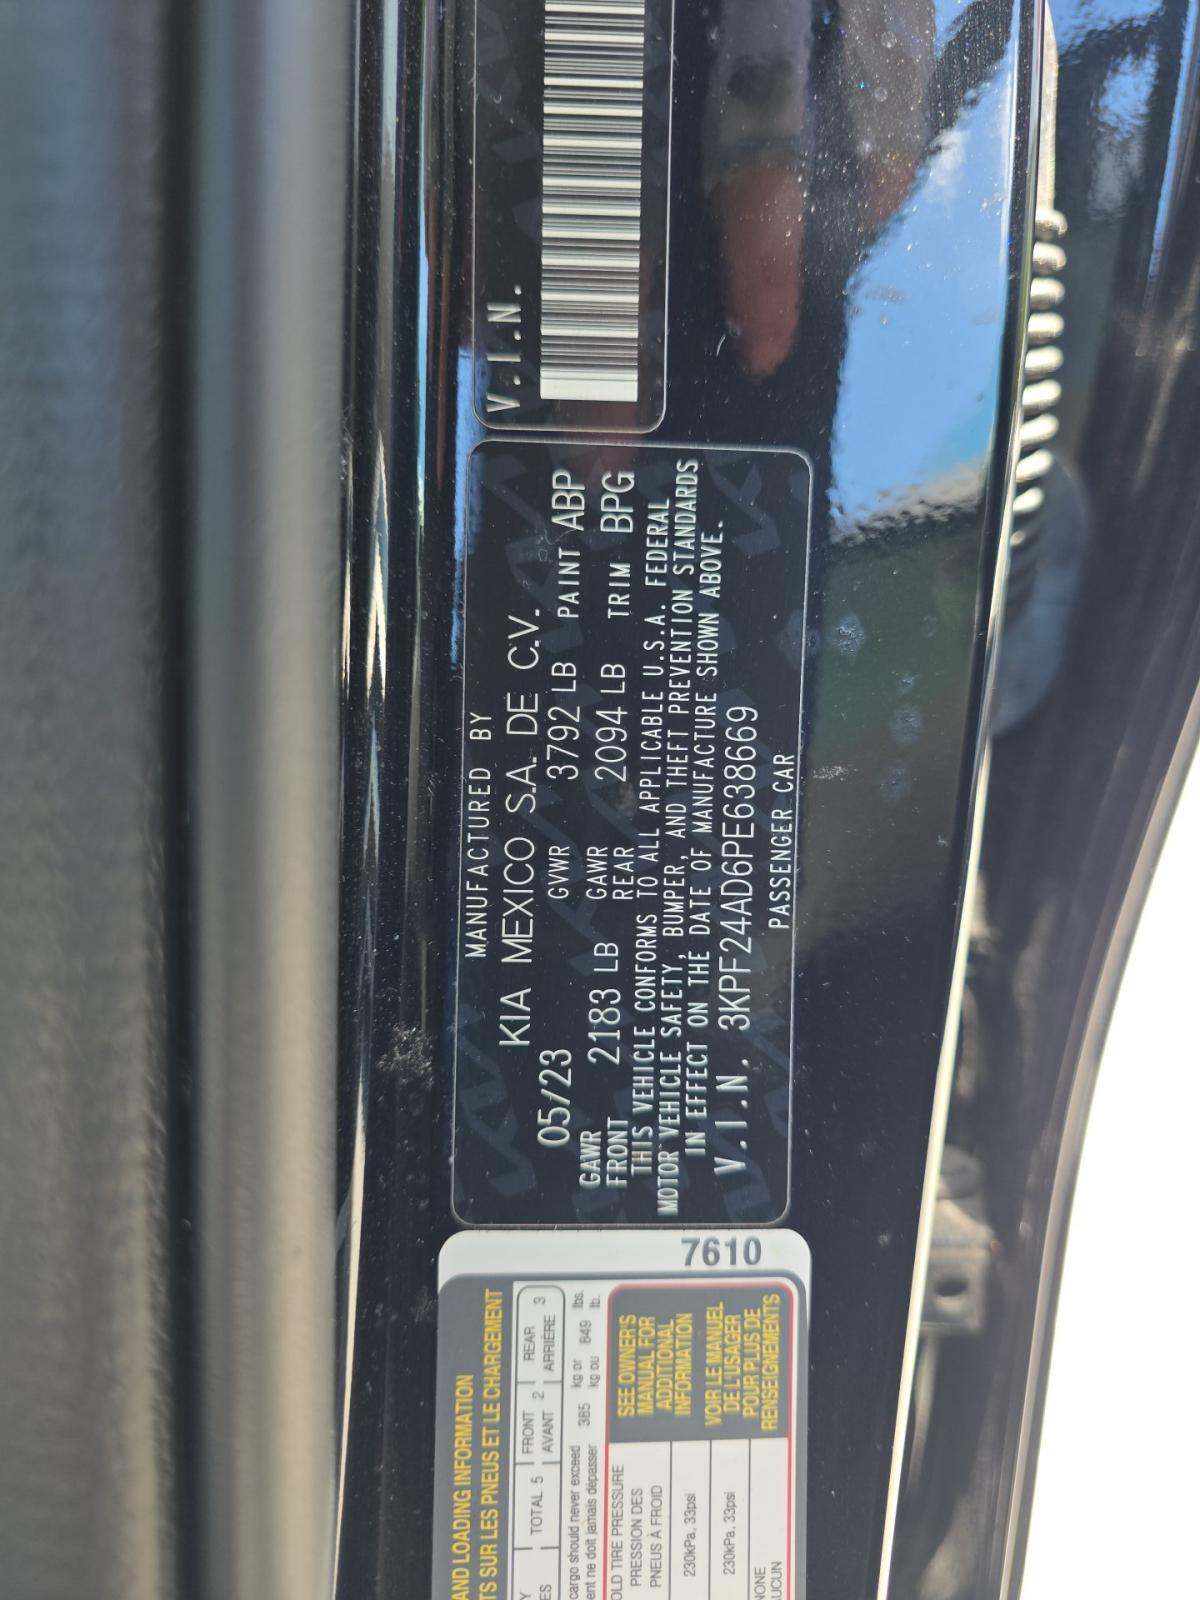 AND LOADING INFORMATION
TS SUR LES PNEUS ET LE CHARGEMENT
Y TOTAL 5 FRONT 2 REAR 3
ES AVANT ARRIÈRE
cargo should never exceed 385 kg or 849 lbs.
ent ne doit jamais dépasser kg ou lb.
OLD TIRE PRESSURE
PRESSION DES
PNEUS À FROID
230kPa, 33psi
230kPa, 33psi
NONE
AUCUN
SEE OWNER'S
MANUAL FOR
ADDITIONAL
INFORMATION
VOIR LE MANUEL
DE L'USAGER
POUR PLUS DE
RENSEIGNEMENTS
7610
MANUFACTURED BY
KIA MEXICO S.A. DE C.V.
05/23 GVWR 3792 LB PAINT ABP
GAWR FRONT 2183 LB GAWR REAR 2094 LB TRIM BPG
THIS VEHICLE CONFORMS TO ALL APPLICABLE U.S.A. FEDERAL
MOTOR VEHICLE SAFETY, BUMPER, AND THEFT PREVENTION STANDARDS
IN EFFECT ON THE DATE OF MANUFACTURE SHOWN ABOVE.
V.I.N. 3KPF24AD6PE638669
PASSENGER CAR
V.I.N.